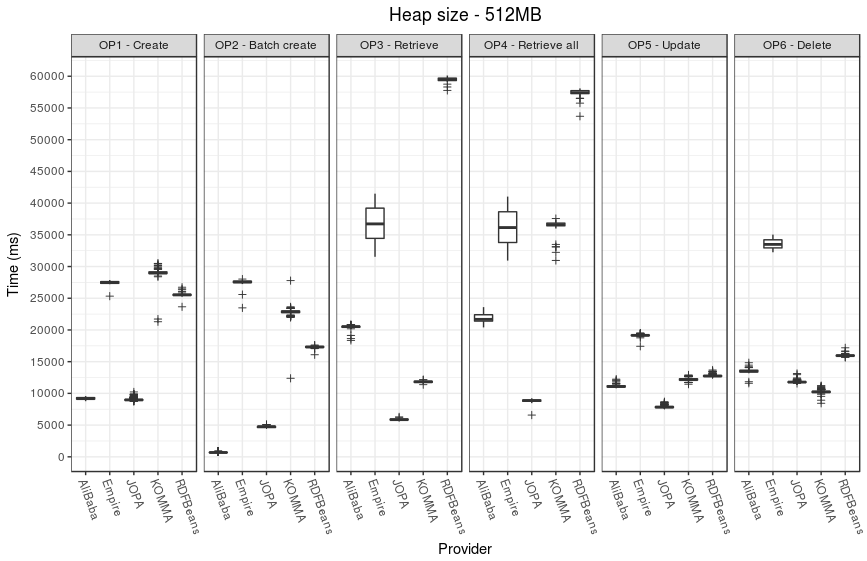 Heap size - 512MB
OP1 - Create
OP2 - Batch create
OP3 - Retrieve
OP4 - Retrieve all
OP5 - Update
OP6 - Delete
60000
55000
50000
45000
40000
35000
30000
25000
20000
15000
10000
5000
0
Time (ms)
AliBaba
Empire
JOPA
KOMMA
RDFBeans
AliBaba
Empire
JOPA
KOMMA
RDFBeans
AliBaba
Empire
JOPA
KOMMA
RDFBeans
AliBaba
Empire
JOPA
KOMMA
RDFBeans
AliBaba
Empire
JOPA
KOMMA
RDFBeans
AliBaba
Empire
JOPA
KOMMA
RDFBeans
Provider